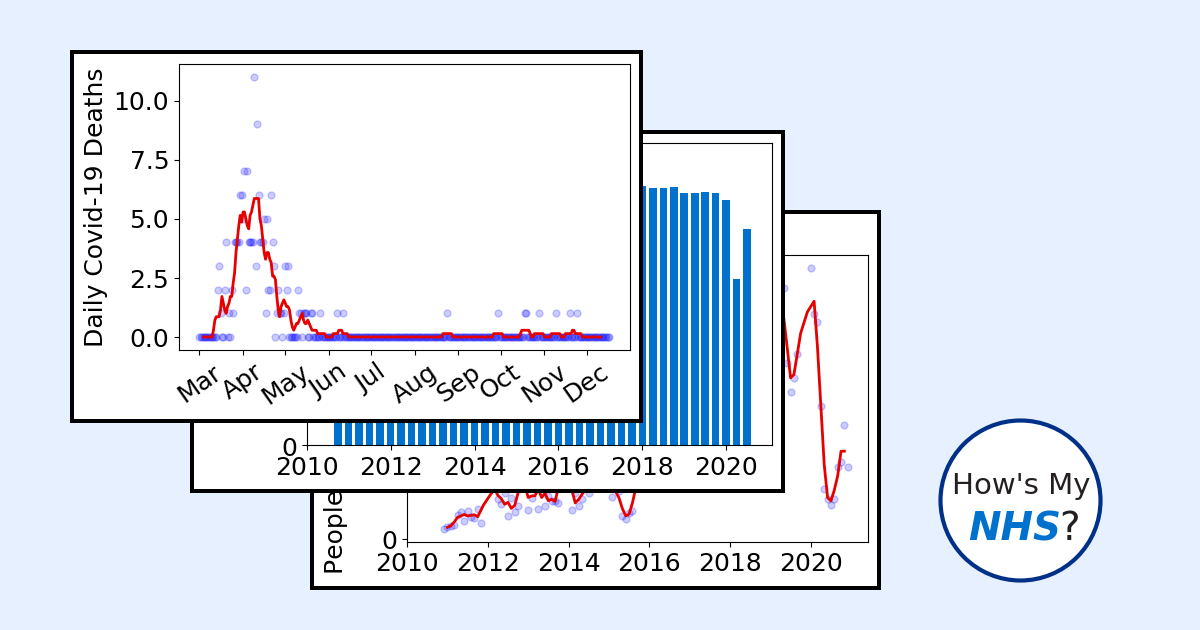 Daily Covid-19 Deaths
10.0
7.5
5.0
2.5
0.0
Mar Apr May Jun Jul Aug Sep Oct Nov Dec
0
2010 2012 2014 2016 2018 2020
People
0
2010 2012 2014 2016 2018 2020
How's My
NHS?